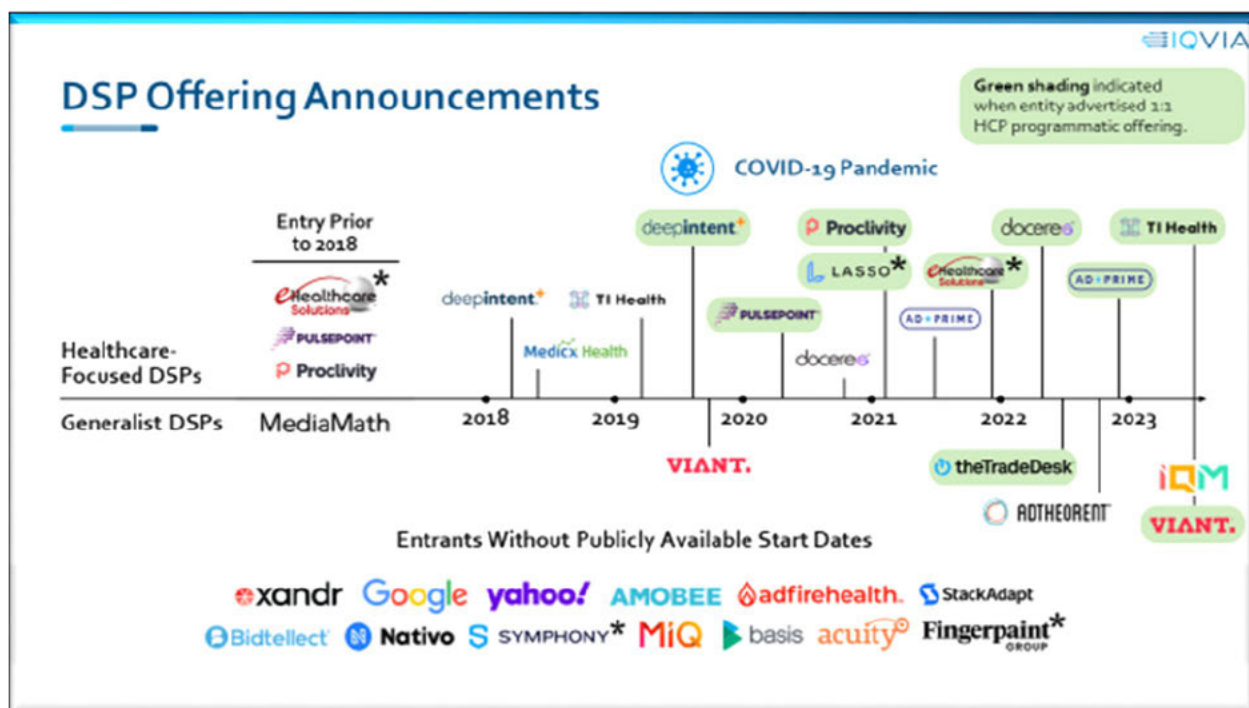 IQVIA
DSP Offering Announcements
Green shading indicated
when entity advertised 1:1
HCP programmatic offering.
COVID-19 Pandemic
Entry Prior
to 2018
deepintent
Proclivity
docere
TI Health
LASSO*
eHealthcare
Solutions
*
AD PRIME
eHealthcare
Solutions
*
deepintent
TI Health
PULSEPOINT
AD PRIME
PULSEPOINT
Medicx Health
docere
Proclivity
Healthcare-
Focused DSPs
Generalist DSPs
MediaMath
2018
2019
2020
2021
2022
2023
VIANT.
theTradeDesk
iQM
ADTHEORENT
VIANT.
Entrants Without Publicly Available Start Dates
xandr Google yahoo! AMOBEE adfirehealth. StackAdapt
Bidtellect Nativo SYMPHONY* MiQ basis acuity Fingerpaint*
GROUP